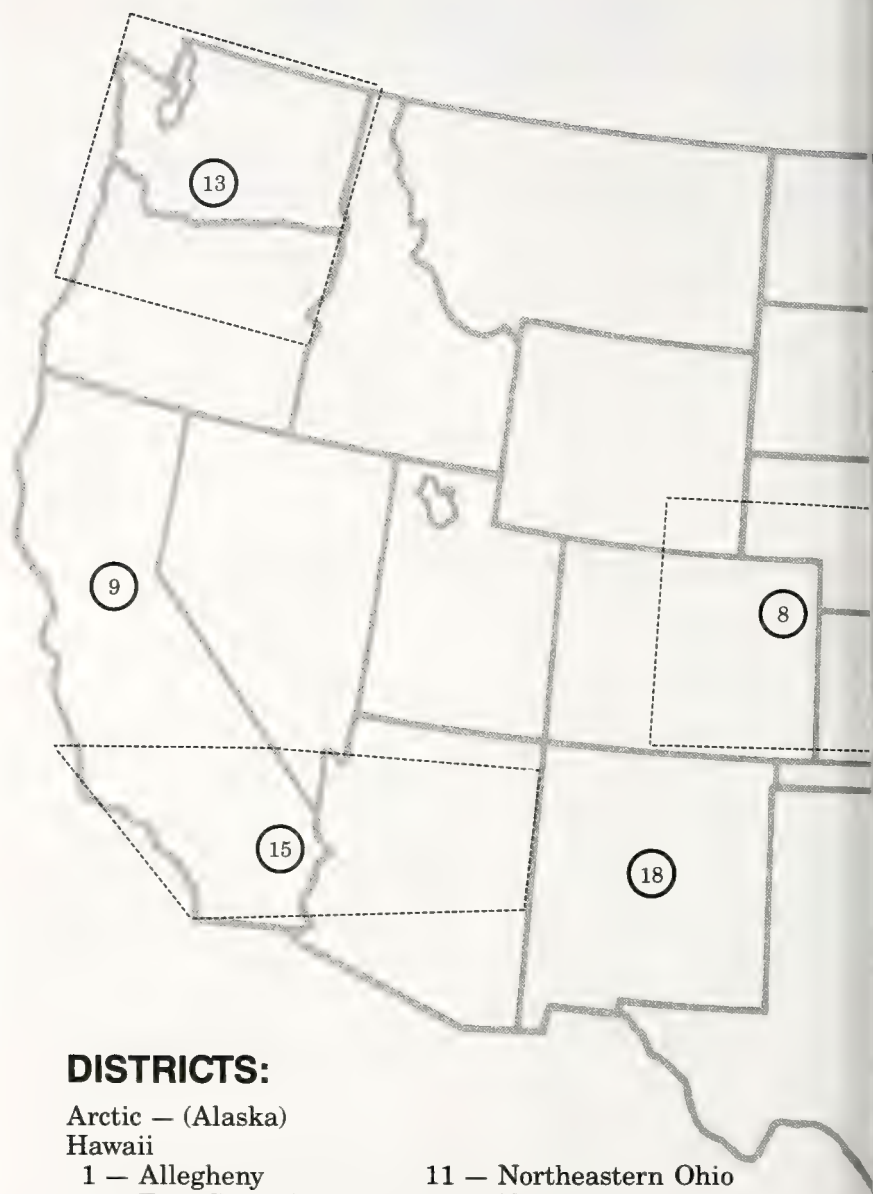 13
9
8
15
18
DISTRICTS:
Arctic — (Alaska)
Hawaii
1 — Allegheny
11 — Northeastern Ohio